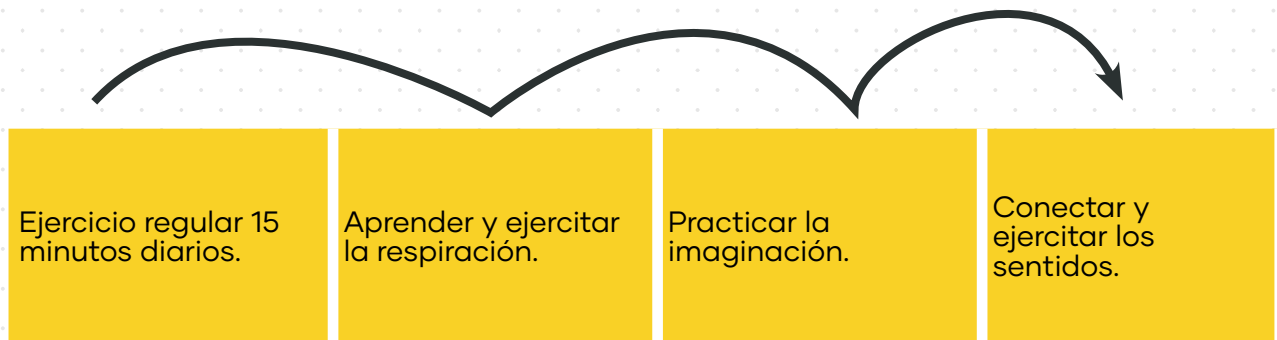 Ejercicio regular 15
minutos diarios.
Aprender y ejercitar
la respiración.
Practicar la
imaginación.
Conectar y
ejercitar los
sentidos.